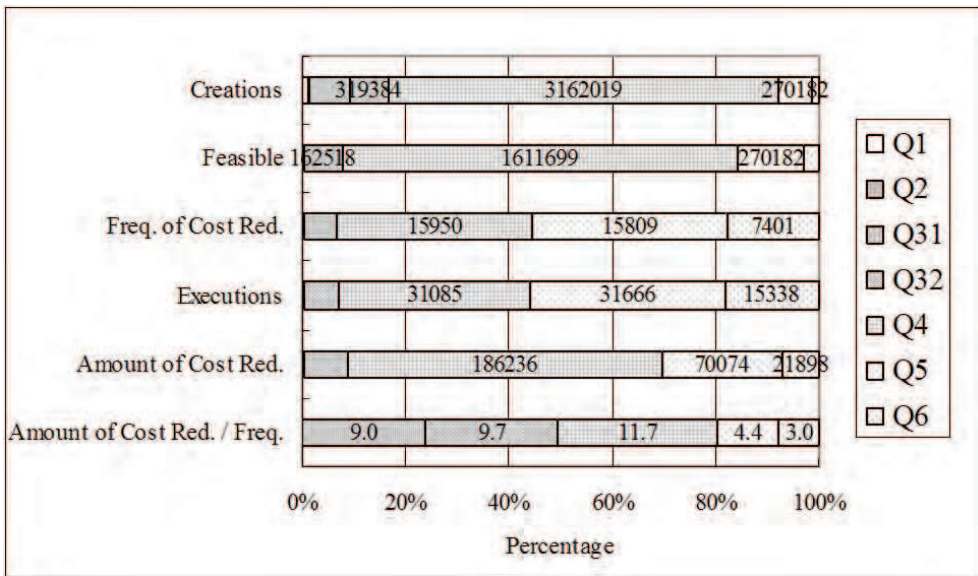 Creations 319384 3162019 270182
Feasible 162518 1611699 270182
Freq. of Cost Red. 15950 15809 7401
Executions 31085 31666 15338
Amount of Cost Red. 186236 70074 21898
Amount of Cost Red. / Freq. 9.0 9.7 11.7 4.4 3.0
0% 20% 40% 60% 80% 100%
Percentage
Q1
Q2
Q31
Q32
Q4
Q5
Q6